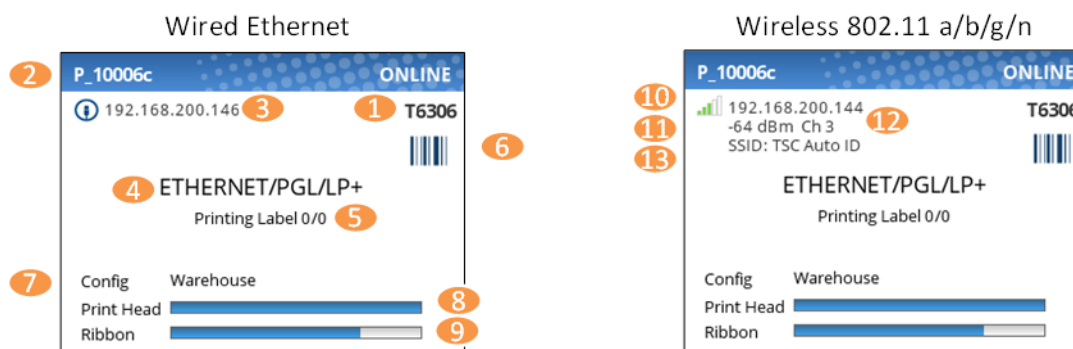 Wired Ethernet
Wireless 802.11 a/b/g/n
2 P_10006c ONLINE
192.168.200.146 3 1 T6306
6
4 ETHERNET/PGL/LP+
Printing Label 0/0 5
7 Config Warehouse
Print Head 8
Ribbon 9
P_10006c ONLINE
10 192.168.200.144 T6306
11 -64 dBm Ch 3 12
13 SSID: TSC Auto ID
ETHERNET/PGL/LP+
Printing Label 0/0
Config Warehouse
Print Head
Ribbon